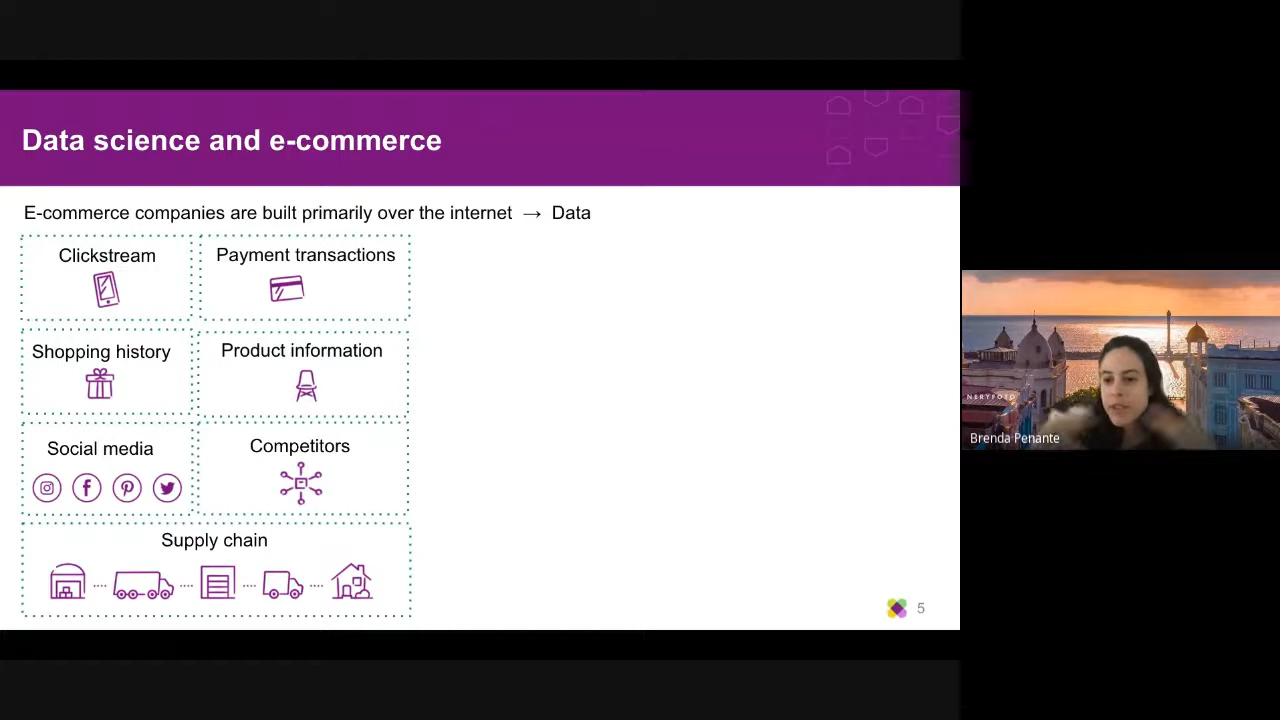 Data science and e-commerce
E-commerce companies are built primarily over the internet → Data
Clickstream
Payment transactions
Shopping history
Product information
Social media
Competitors
Supply chain
5
NERYFOTO
Brenda Penante